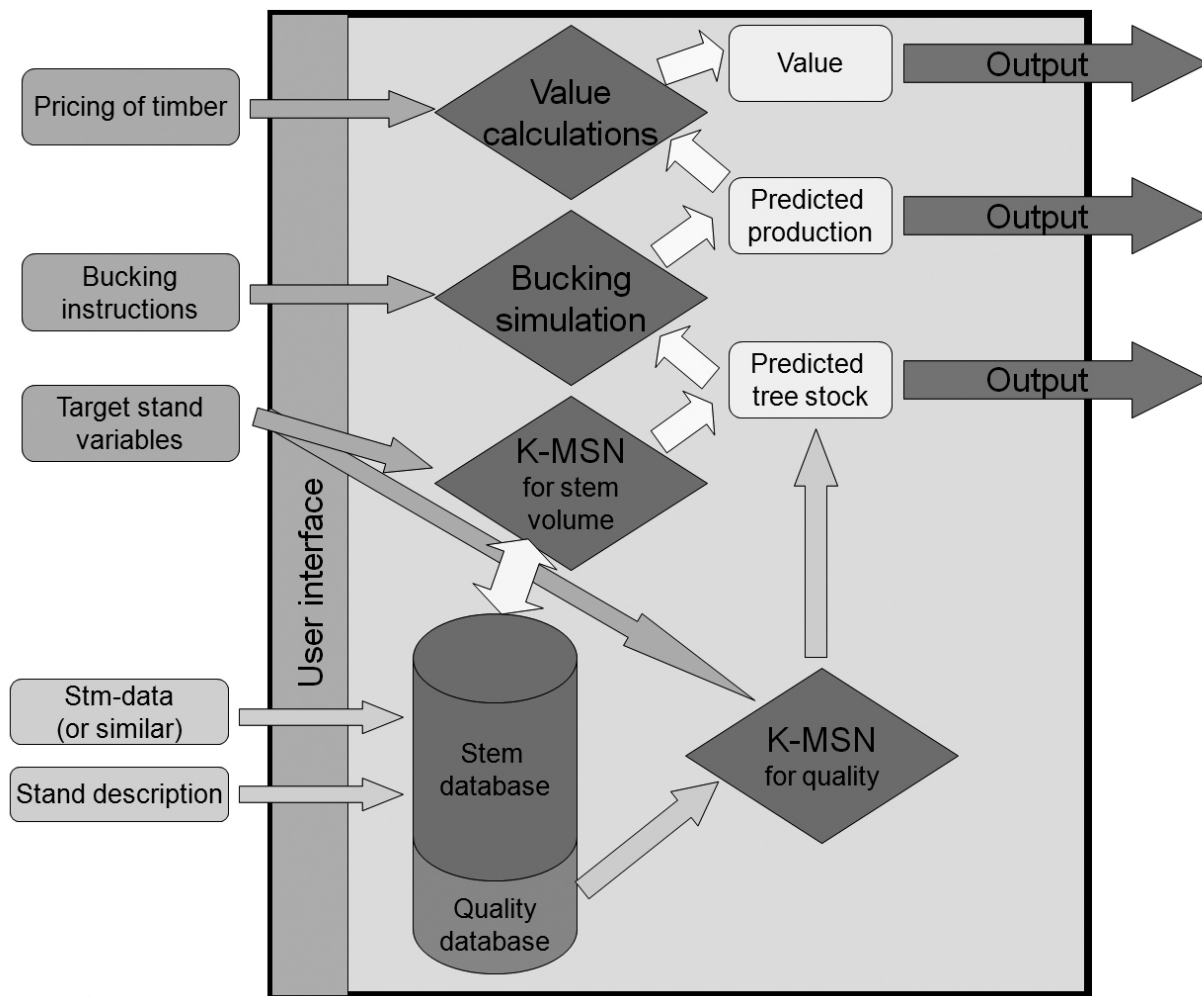 Pricing of timber
Value
calculations
Value
Output
Bucking
instructions
Bucking
simulation
Predicted
production
Output
Target stand
variables
K-MSN
for stem
volume
Predicted
tree stock
Output
User interface
Stm-data
(or similar)
Stand description
Stem
database
Quality
database
K-MSN
for quality